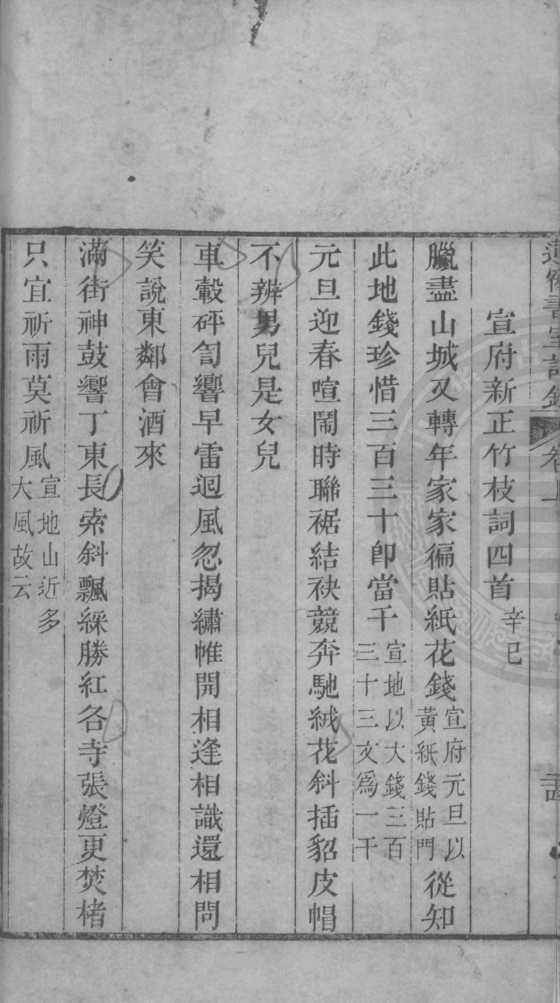 宣府新正竹枝詞四首辛巳
臘盡山城又轉年家家徧貼紙花錢宣府元旦以黃紙錢貼門從知
此地錢珍惜三百三十卽當千宣地以大錢三百三十三文爲一千
元旦迎春喧鬧時聯裾結袂競奔馳絨花斜插貂皮帽
不辨男兒是女兒
車轂砰訇響早雷迴風忽揭繡帷開相逢相識還相問
笑說東鄰會酒來
滿街神鼓響丁東長索斜飄綵勝紅各寺張燈更焚楮
只宜祈雨莫祈風宣地山近多大風故云